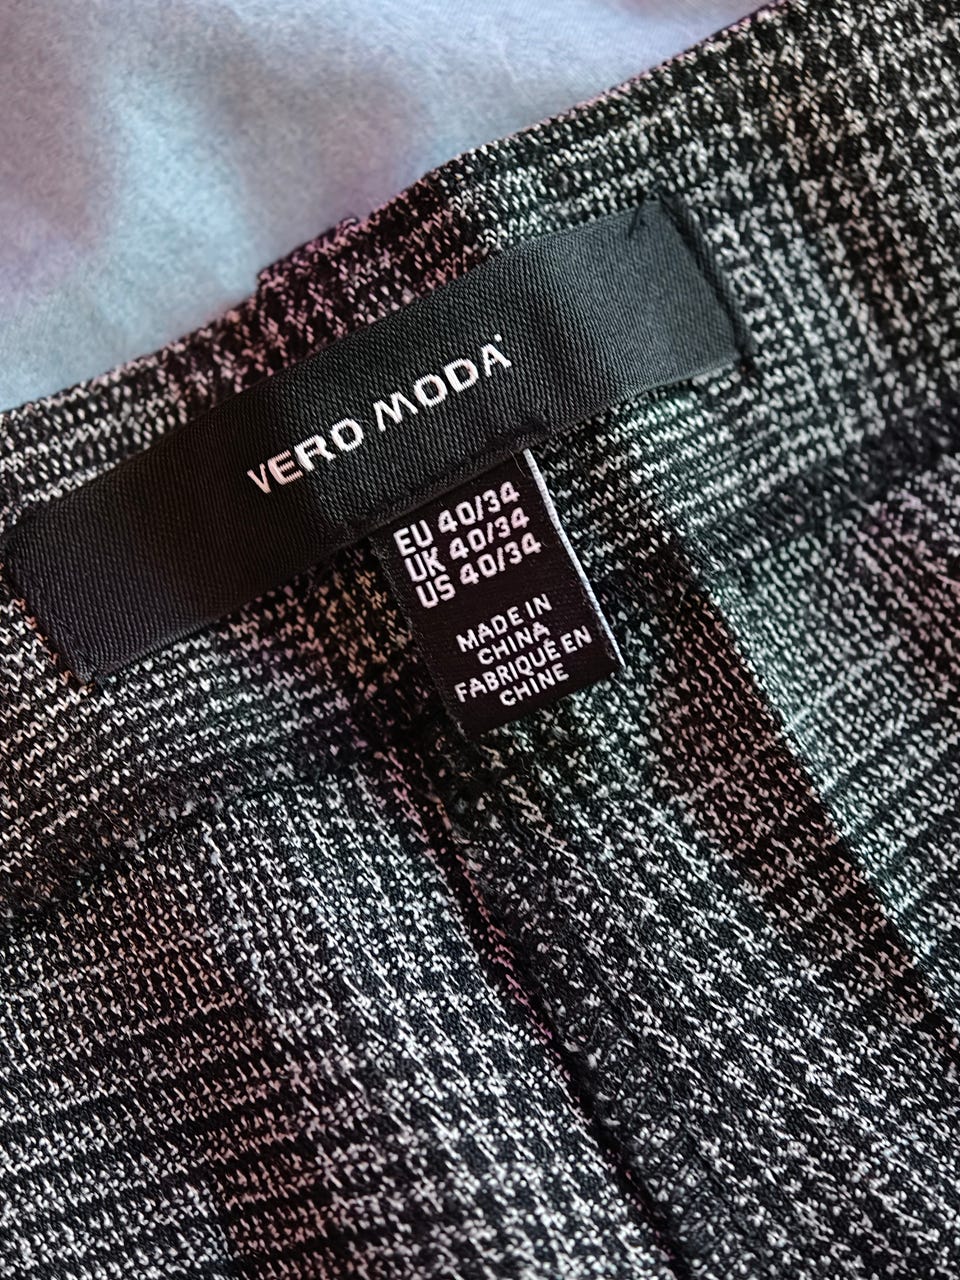 VERO MODA
EU 40/34
UK 40/34
US 40/34
MADE IN
CHINA
FABRIQUÉ EN
CHINE